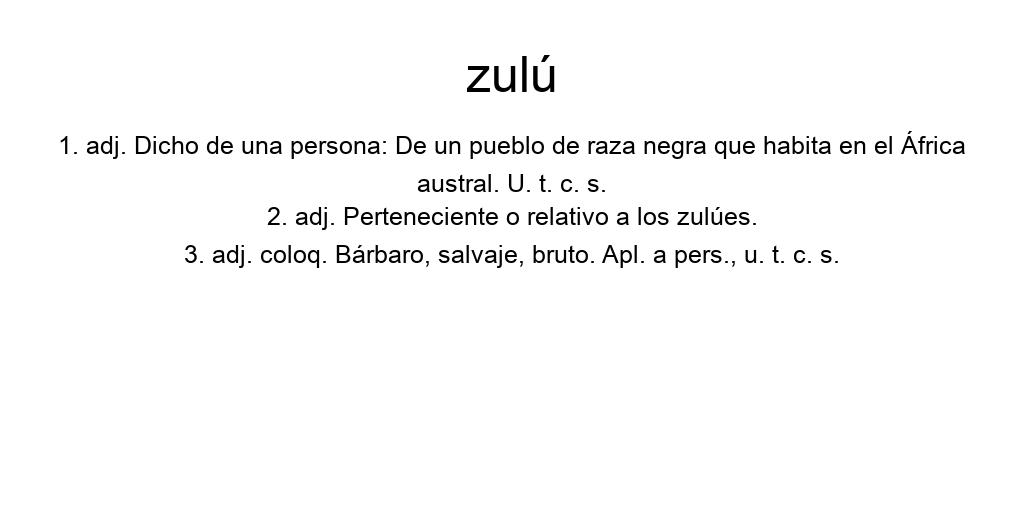 zulú
1. adj. Dicho de una persona: De un pueblo de raza negra que habita en el África
austral. U. t. c. s.
2. adj. Perteneciente o relativo a los zulúes.
3. adj. coloq. Bárbaro, salvaje, bruto. Apl. a pers., u. t. c. s.